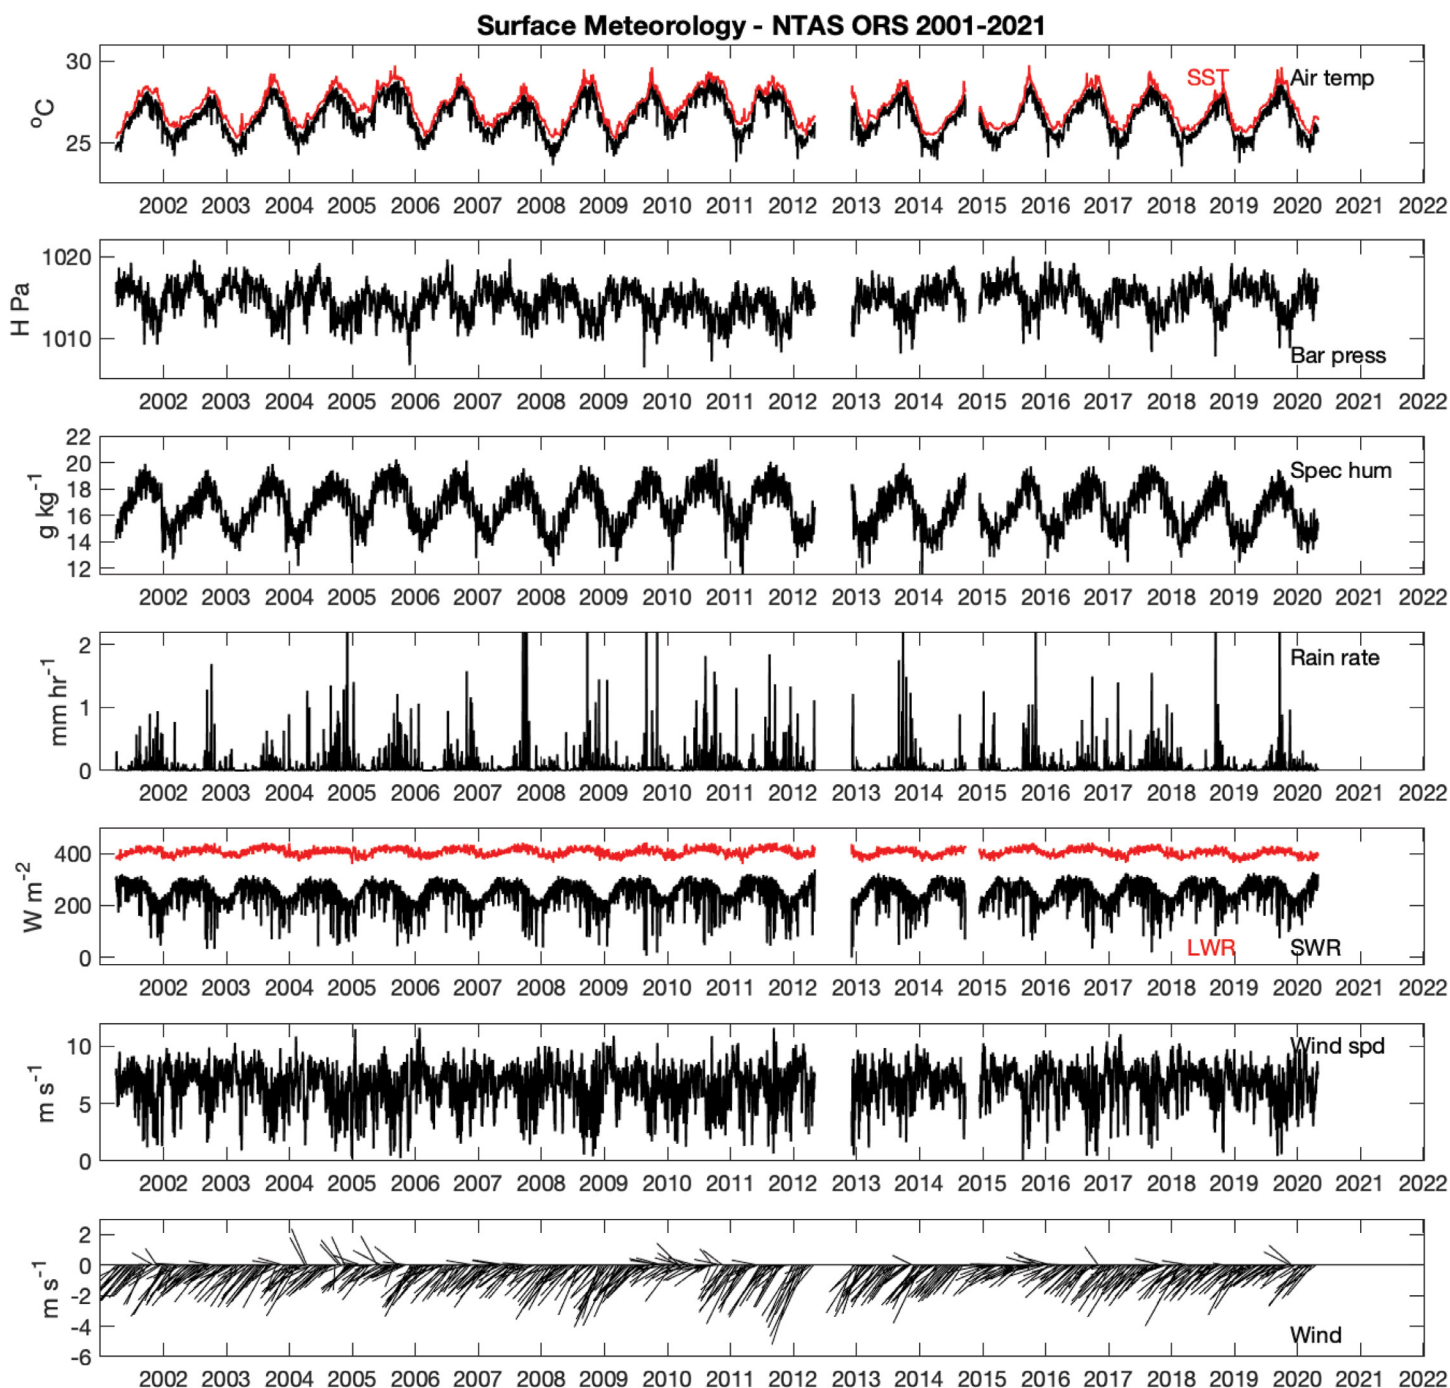 Surface Meteorology - NTAS ORS 2001-2021
30
25
°C
SST
Air temp
2002 2003 2004 2005 2006 2007 2008 2009 2010 2011 2012 2013 2014 2015 2016 2017 2018 2019 2020 2021 2022
1020
1010
H Pa
Bar press
2002 2003 2004 2005 2006 2007 2008 2009 2010 2011 2012 2013 2014 2015 2016 2017 2018 2019 2020 2021 2022
22
20
18
16
14
12
g kg⁻¹
Spec hum
2002 2003 2004 2005 2006 2007 2008 2009 2010 2011 2012 2013 2014 2015 2016 2017 2018 2019 2020 2021 2022
2
1
0
mm hr⁻¹
Rain rate
2002 2003 2004 2005 2006 2007 2008 2009 2010 2011 2012 2013 2014 2015 2016 2017 2018 2019 2020 2021 2022
400
200
0
W m⁻²
LWR
SWR
2002 2003 2004 2005 2006 2007 2008 2009 2010 2011 2012 2013 2014 2015 2016 2017 2018 2019 2020 2021 2022
10
5
0
m s⁻¹
Wind spd
2002 2003 2004 2005 2006 2007 2008 2009 2010 2011 2012 2013 2014 2015 2016 2017 2018 2019 2020 2021 2022
2
0
-2
-4
-6
m s⁻¹
Wind
2002 2003 2004 2005 2006 2007 2008 2009 2010 2011 2012 2013 2014 2015 2016 2017 2018 2019 2020 2021 2022